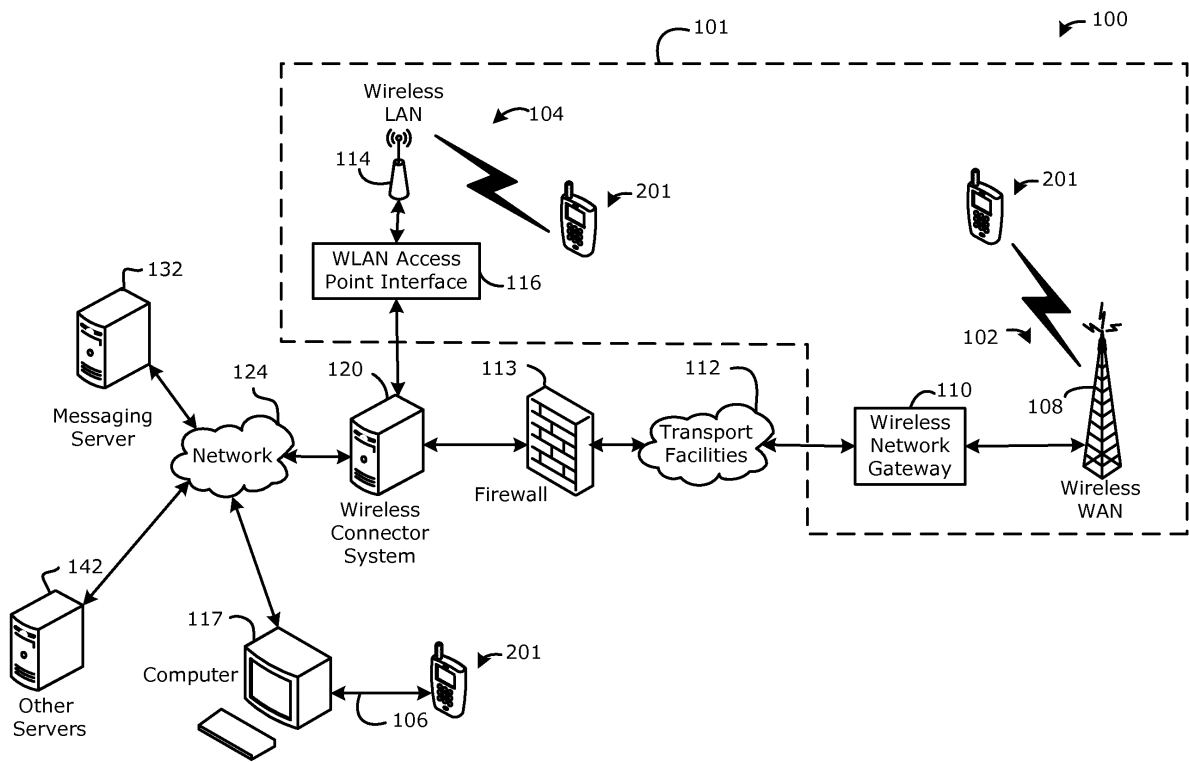 100
101
Wireless
LAN
104
114
201
201
WLAN Access
Point Interface
116
132
102
124
120
113
112
110
108
Messaging
Server
Network
Transport
Facilities
Wireless
Network
Gateway
Firewall
Wireless
WAN
Wireless
Connector
System
142
117
201
Computer
106
Other
Servers